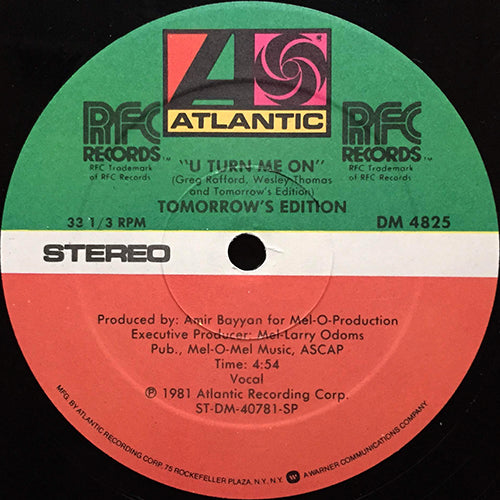 ATLANTIC
RFC
RECORDS™
RFC Trademark
of RFC Records
RFC
RECORDS™
RFC Trademark
of RFC Records
"U TURN ME ON"
(Greg Rofford, Wesley Thomas
and Tomorrow's Edition)
TOMORROW'S EDITION
33 1/3 RPM
DM 4825
STEREO
Produced by: Amir Bayyan for Mel-O-Production
Executive Producer: Mel-Larry Odoms
Pub., Mel-O-Mel Music, ASCAP
Time: 4:54
Vocal
℗ 1981 Atlantic Recording Corp.
ST-DM-40781-SP
MFG. BY ATLANTIC RECORDING CORP. 75 ROCKEFELLER PLAZA, N.Y. N.Y. A WARNER COMMUNICATIONS COMPANY